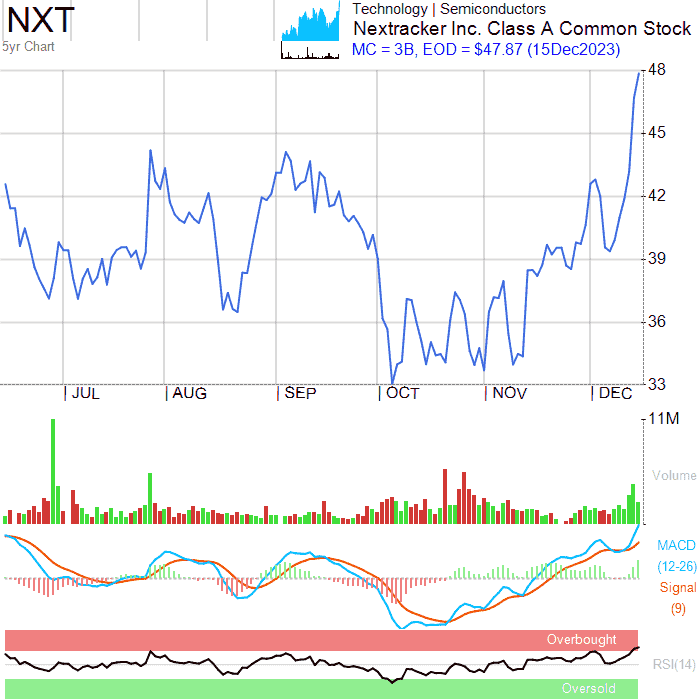 NXT
5yr Chart
Technology | Semiconductors
Nextracker Inc. Class A Common Stock
MC = 3B, EOD = $47.87 (15Dec2023)
48
45
42
39
36
33
JUL AUG SEP OCT NOV DEC
11M
Volume
MACD
(12-26)
Signal
(9)
Overbought
RSI(14)
Oversold